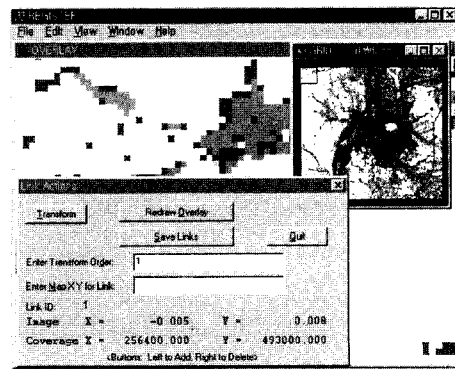 REGISTER
File Edit View Window Help
OVERLAY
Link Actions
Transform Redraw Overlay
Save Links Quit
Enter Transform Order: 1
Enter Map XY for Link:
Link ID: 1
Image X = -0.005 Y = 0.008
Coverage X = 256400.000 Y = 493000.000
<Buttons: Left to Add, Right to Delete>